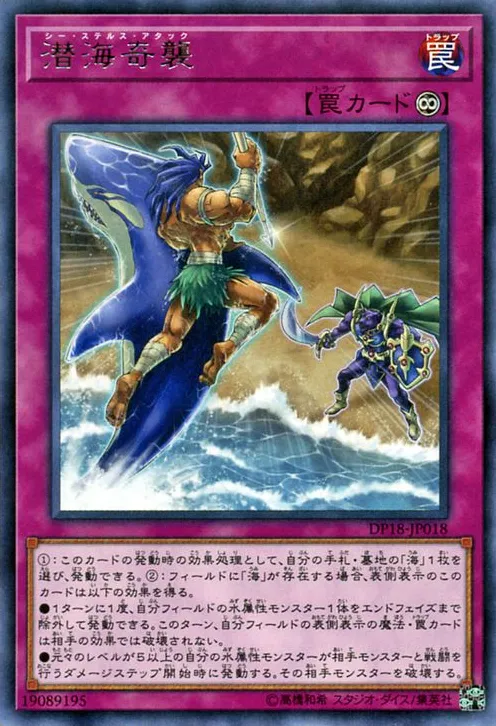 シー・ステルス・アタック
潜海奇襲
トラップ
罠
トラップ
【罠カード】
DP18-JP018
①：このカードの発動時の効果処理として、自分の手札・墓地の「海」1枚を
選び、発動できる。②：フィールドに「海」が存在する場合、表側表示のこの
カードは以下の効果を得る。
●1ターンに1度、自分フィールドの水属性モンスター1体をエンドフェイズまで
除外して発動できる。このターン、自分フィールドの表側表示の魔法・罠カード
は相手の効果では破壊されない。
●元々のレベルが５以上の自分の水属性モンスターが相手モンスターと戦闘を
行うダメージステップ開始時に発動する。その相手モンスターを破壊する。
19089195
©高橋和希 スタジオ・ダイス/集英社